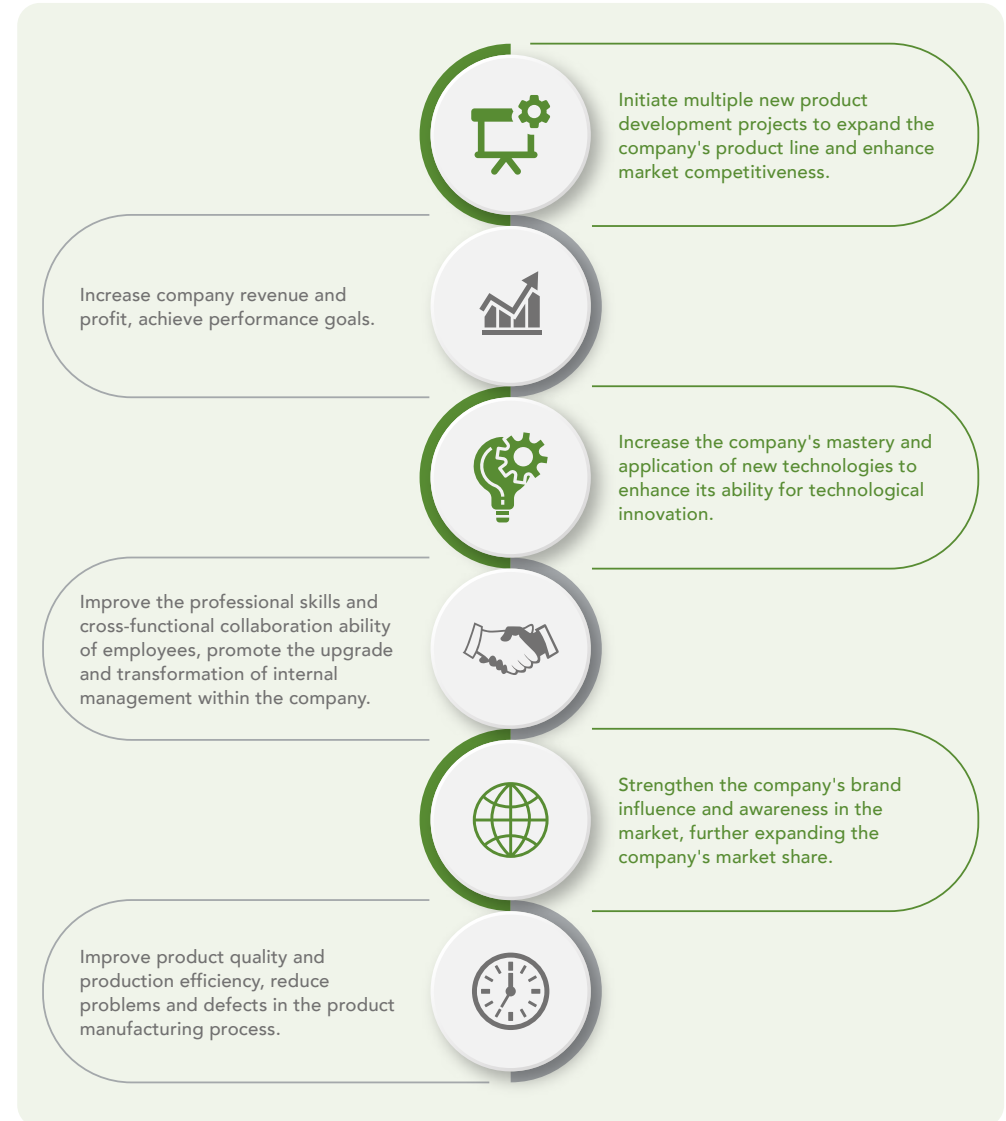 Initiate multiple new product
development projects to expand the
company's product line and enhance
market competitiveness.
Increase company revenue and
profit, achieve performance goals.
Increase the company's mastery and
application of new technologies to
enhance its ability for technological
innovation.
Improve the professional skills and
cross-functional collaboration ability
of employees, promote the upgrade
and transformation of internal
management within the company.
Strengthen the company's brand
influence and awareness in the
market, further expanding the
company's market share.
Improve product quality and
production efficiency, reduce
problems and defects in the product
manufacturing process.